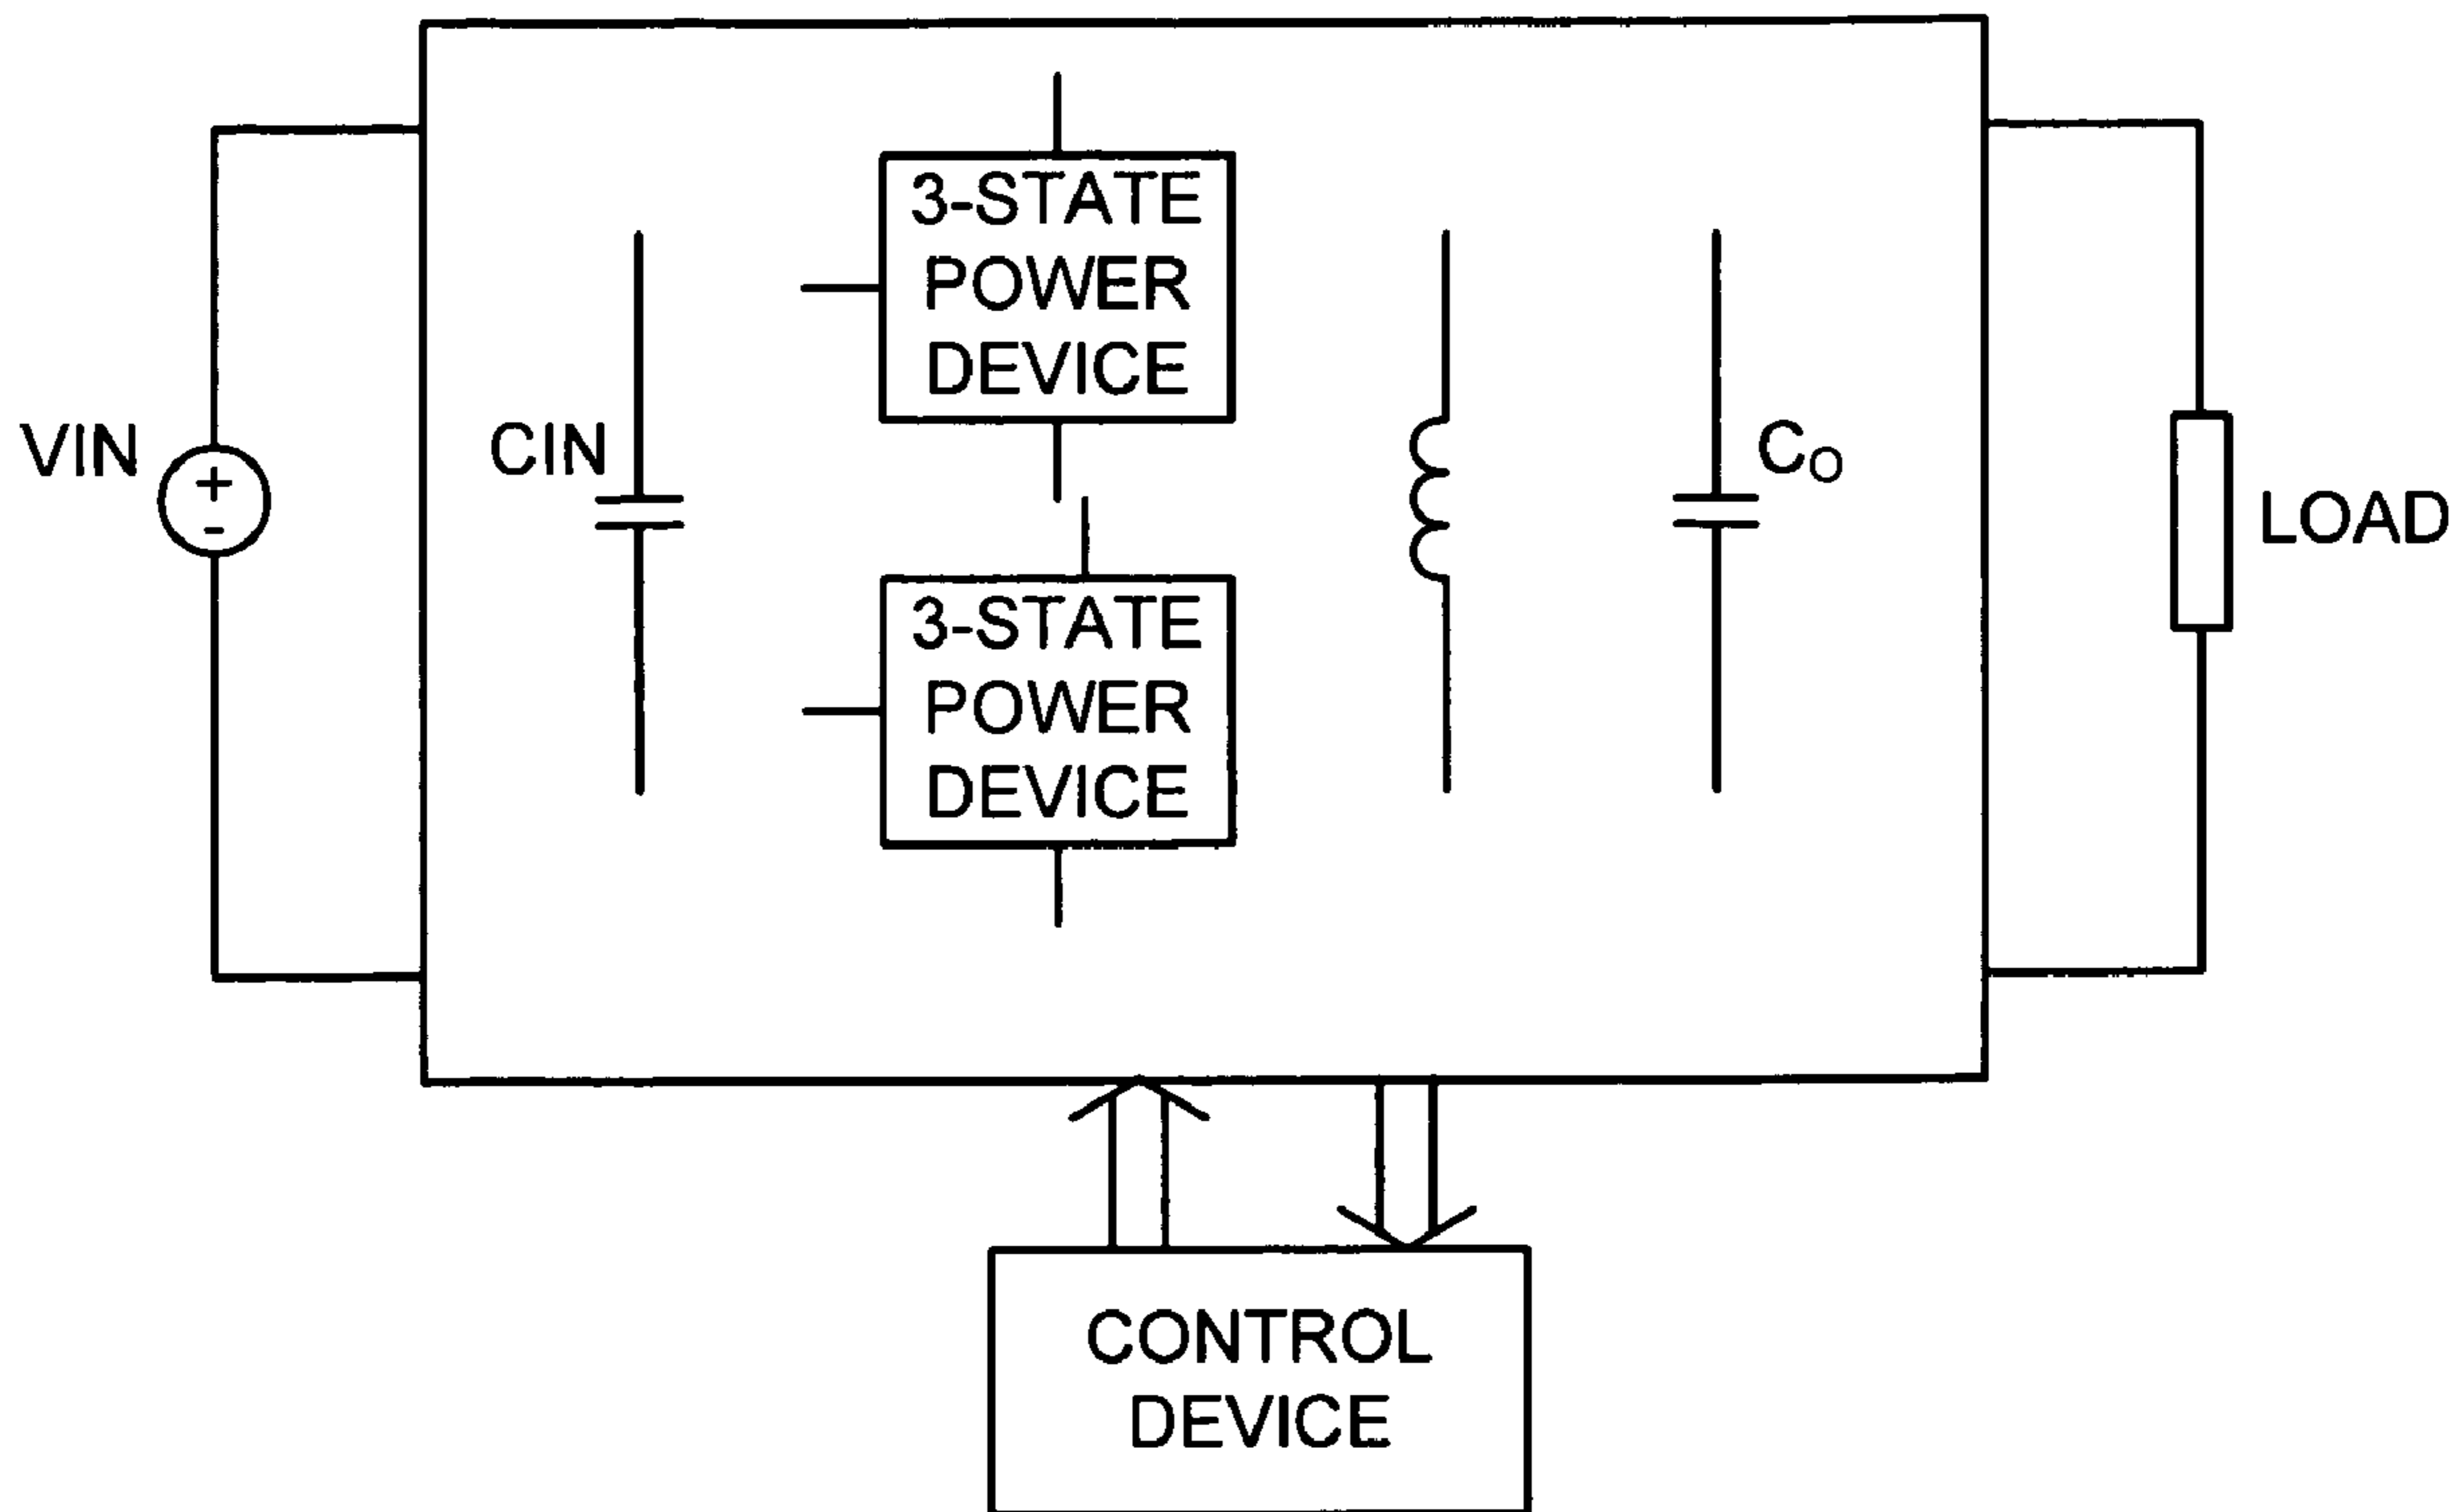 3-STATE
POWER
DEVICE
VIN
+
-
CIN
CO
LOAD
3-STATE
POWER
DEVICE
CONTROL
DEVICE